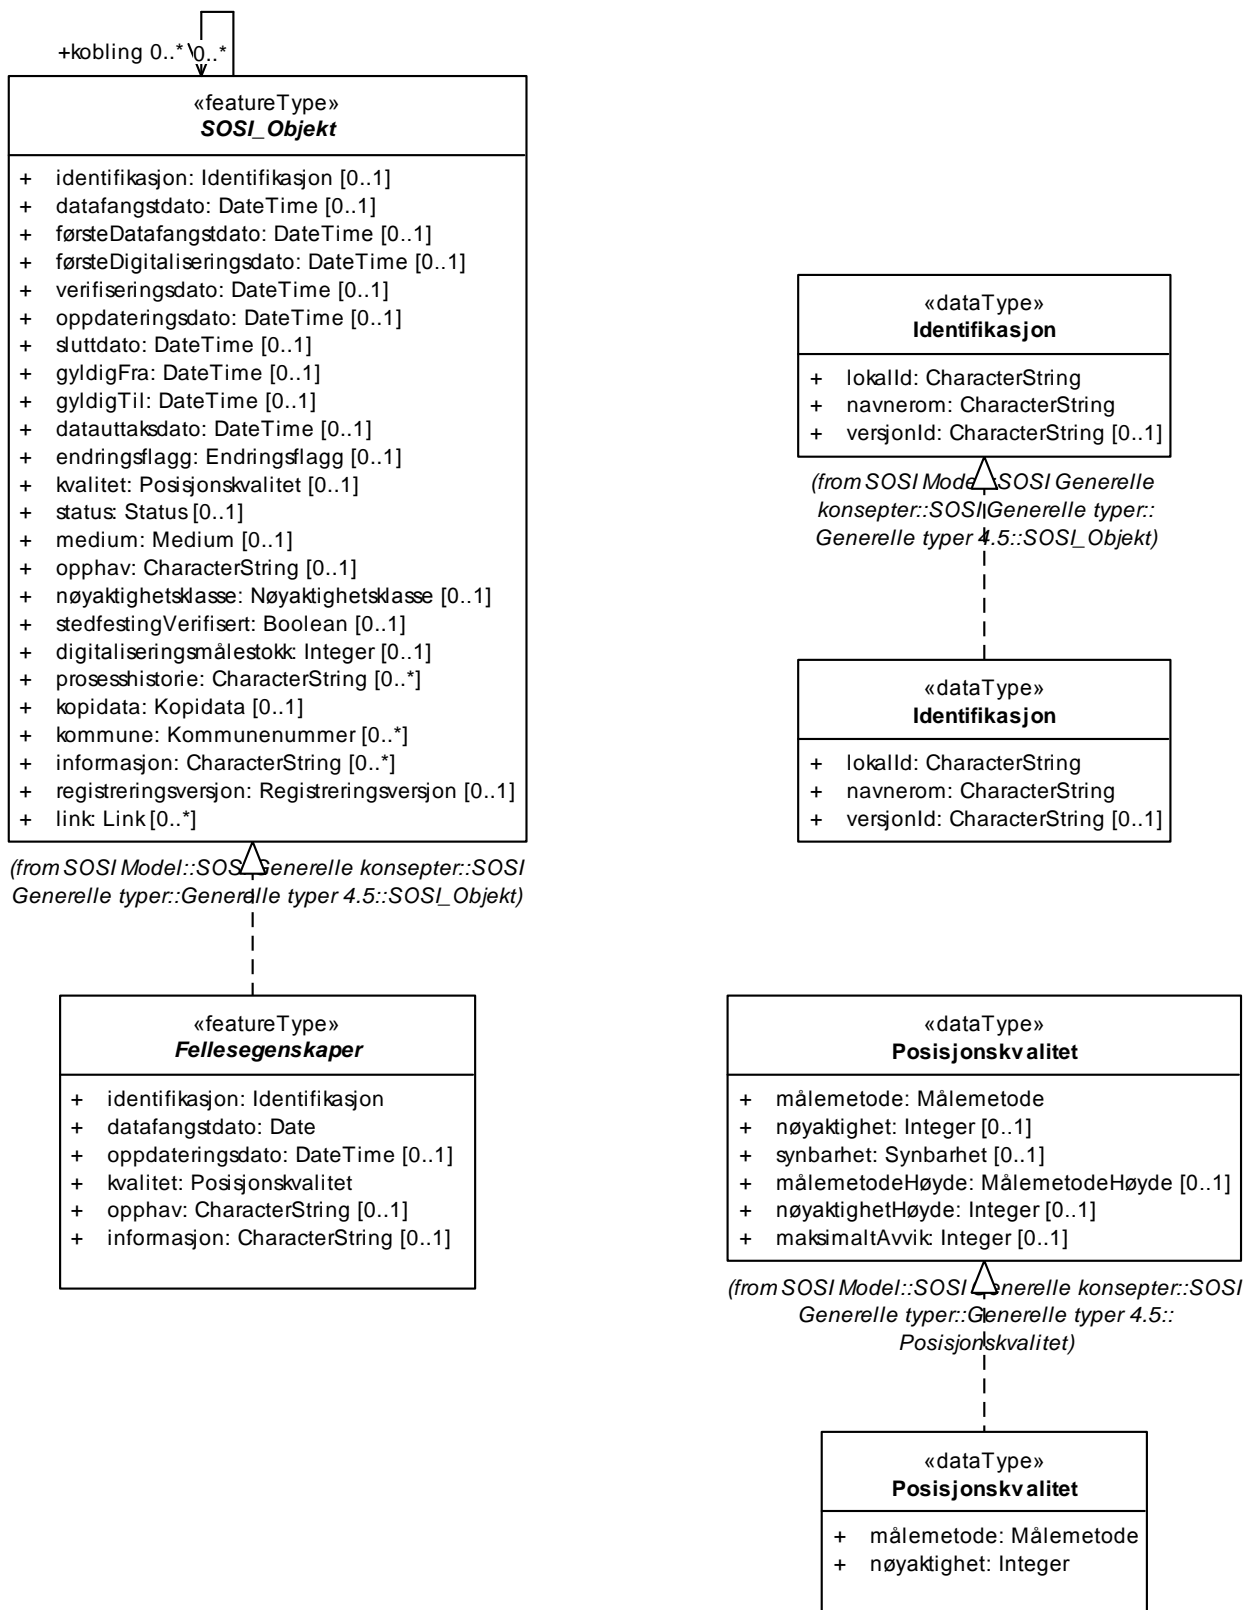 +kobling 0..*
0..*
«featureType»
SOSI_Objekt
+ identifikasjon: Identifikasjon [0..1]
+ datafangstdato: DateTime [0..1]
+ førsteDatafangstdato: DateTime [0..1]
+ førsteDigitaliseringsdato: DateTime [0..1]
+ verifiseringsdato: DateTime [0..1]
+ oppdateringsdato: DateTime [0..1]
+ sluttdato: DateTime [0..1]
+ gyldigFra: DateTime [0..1]
+ gyldigTil: DateTime [0..1]
+ datauttaksdato: DateTime [0..1]
+ endringsflagg: Endringsflagg [0..1]
+ kvalitet: Posisjonskvalitet [0..1]
+ status: Status [0..1]
+ medium: Medium [0..1]
+ opphav: CharacterString [0..1]
+ nøyaktighetsklasse: Nøyaktighetsklasse [0..1]
+ stedfestingVerifisert: Boolean [0..1]
+ digitaliseringsmålestokk: Integer [0..1]
+ prosesshistorie: CharacterString [0..*]
+ kopidata: Kopidata [0..1]
+ kommune: Kommunenummer [0..*]
+ informasjon: CharacterString [0..*]
+ registreringsversjon: Registreringsversjon [0..1]
+ link: Link [0..*]
(from SOSI Model::SOSI Generelle konsepter::SOSI
Generelle typer::Generelle typer 4.5::SOSI_Objekt)
«featureType»
Fellesegenskaper
+ identifikasjon: Identifikasjon
+ datafangstdato: Date
+ oppdateringsdato: DateTime [0..1]
+ kvalitet: Posisjonskvalitet
+ opphav: CharacterString [0..1]
+ informasjon: CharacterString [0..1]
«dataType»
Identifikasjon
+ lokalId: CharacterString
+ navnerom: CharacterString
+ versjonId: CharacterString [0..1]
(from SOSI Model::SOSI Generelle
konsepter::SOSI Generelle typer::
Generelle typer 4.5::SOSI_Objekt)
«dataType»
Identifikasjon
+ lokalId: CharacterString
+ navnerom: CharacterString
+ versjonId: CharacterString [0..1]
«dataType»
Posisjonskvalitet
+ målemetode: Målemetode
+ nøyaktighet: Integer [0..1]
+ synbarhet: Synbarhet [0..1]
+ målemetodeHøyde: MålemetodeHøyde [0..1]
+ nøyaktighetHøyde: Integer [0..1]
+ maksimaltAvvik: Integer [0..1]
(from SOSI Model::SOSI Generelle konsepter::SOSI
Generelle typer::Generelle typer 4.5::
Posisjonskvalitet)
«dataType»
Posisjonskvalitet
+ målemetode: Målemetode
+ nøyaktighet: Integer